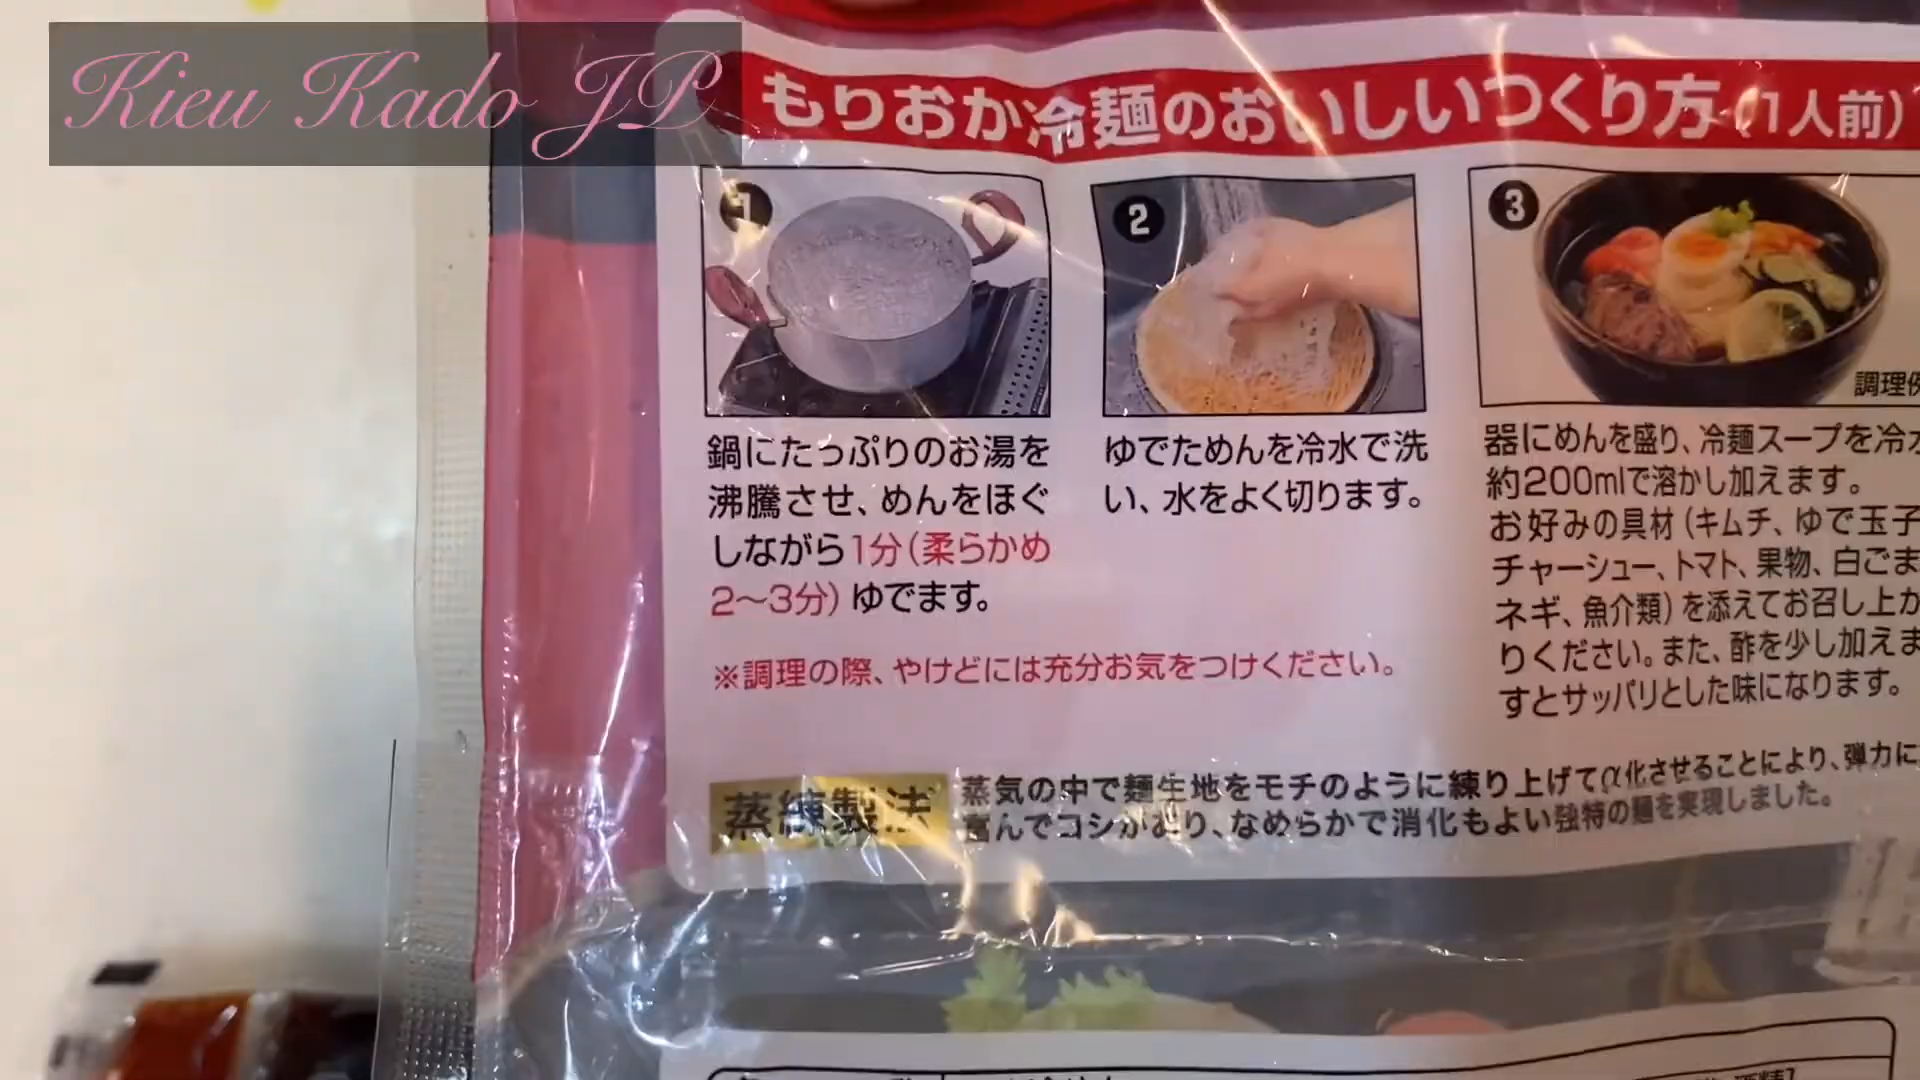 Kieu Kado JP
もりおか冷麺のおいしいつくり方(1人前)
1
2
3
調理例
鍋にたっぷりのお湯を
沸騰させ、めんをほぐ
しながら1分(柔らかめ
2〜3分)ゆでます。
ゆでためんを冷水で洗
い、水をよく切ります。
器にめんを盛り、冷麺スープを冷水
約200mlで溶かし加えます。
お好みの具材(キムチ、ゆで玉子
チャーシュー、トマト、果物、白ごま
ネギ、魚介類)を添えてお召し上が
りください。また、酢を少し加えま
すとサッパリとした味になります。
※調理の際、やけどには充分お気をつけください。
蒸練製法
蒸気の中で麺生地をモチのように練り上げてα化させることにより、弾力に
富んでコシがあり、なめらかで消化もよい独特の麺を実現しました。